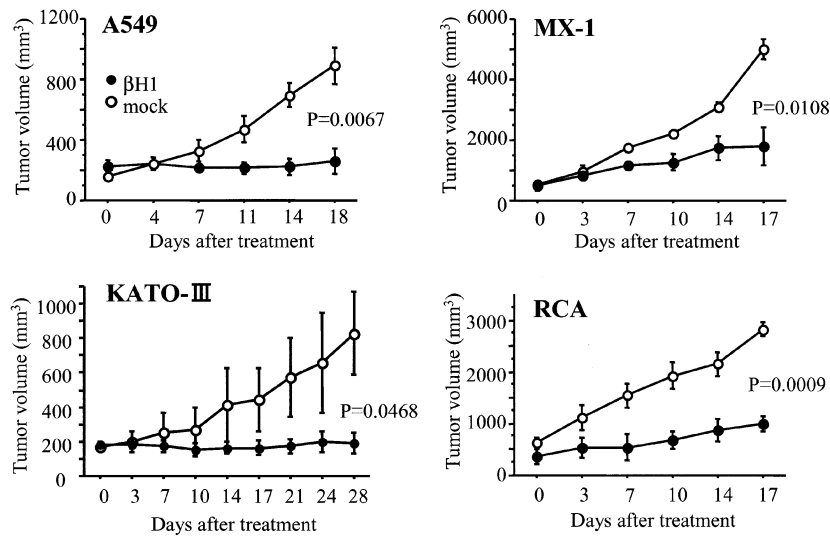 A549
Tumor volume (mm³)
1200
800
400
0
βH1
mock
P=0.0067
0 4 7 11 14 18
Days after treatment
MX-1
Tumor volume (mm³)
6000
4000
2000
0
P=0.0108
0 3 7 10 14 17
Days after treatment
KATO-III
Tumor volume (mm³)
1000
800
600
400
200
0
P=0.0468
0 3 7 10 14 17 21 24 28
Days after treatment
RCA
Tumor volume (mm³)
3000
2000
1000
0
P=0.0009
0 3 7 10 14 17
Days after treatment